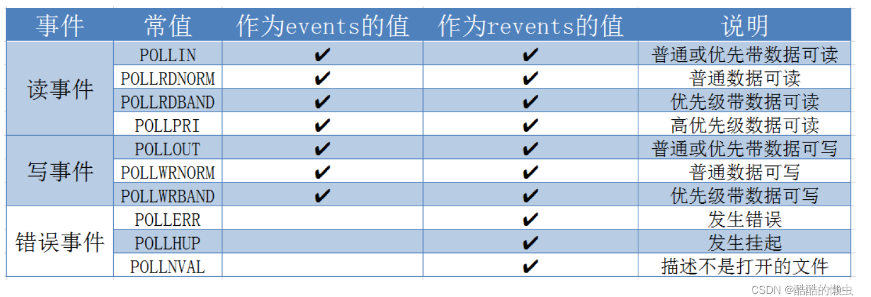 事件 常值 作为events的值 作为revents的值 说明
读事件 POLLIN ✔ ✔ 普通或优先带数据可读
POLLRDNORM ✔ ✔ 普通数据可读
POLLRDBAND ✔ ✔ 优先级带数据可读
POLLPRI ✔ ✔ 高优先级数据可读
写事件 POLLOUT ✔ ✔ 普通或优先带数据可写
POLLWRNORM ✔ ✔ 普通数据可写
POLLWRBAND ✔ ✔ 优先级带数据可写
错误事件 POLLERR ✔ 发生错误
POLLHUP ✔ 发生挂起
POLLNVAL ✔ 描述不是打开的文件
CSDN @酷酷的懒虫